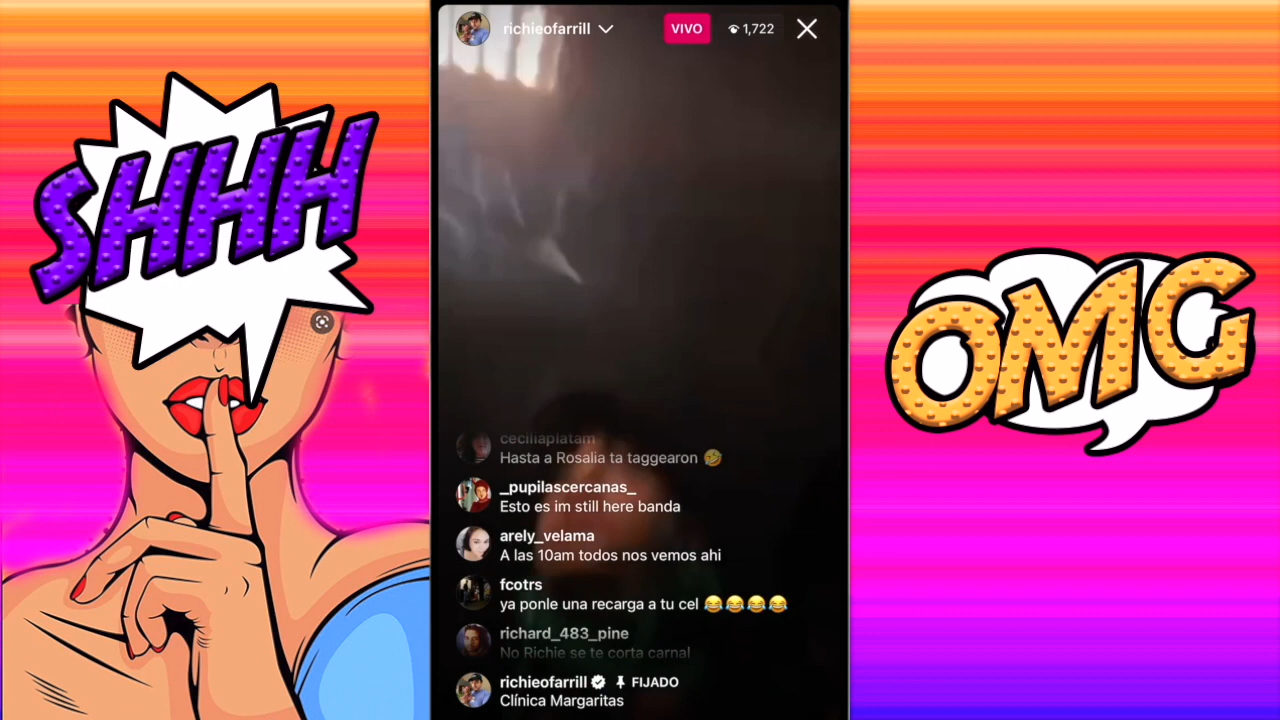 SHHH
richieofarrill
VIVO
1,722
ceciliaplatam
Hasta a Rosalia ta taggearon 🤣
_pupilascercanas_
Esto es im still here banda
arely_velama
A las 10am todos nos vemos ahi
fcotrs
ya ponle una recarga a tu cel 😂😂😂😂
richard_483_pine
No Richie se te corta carnal
richieofarrill FIJADO
Clínica Margaritas
OMG